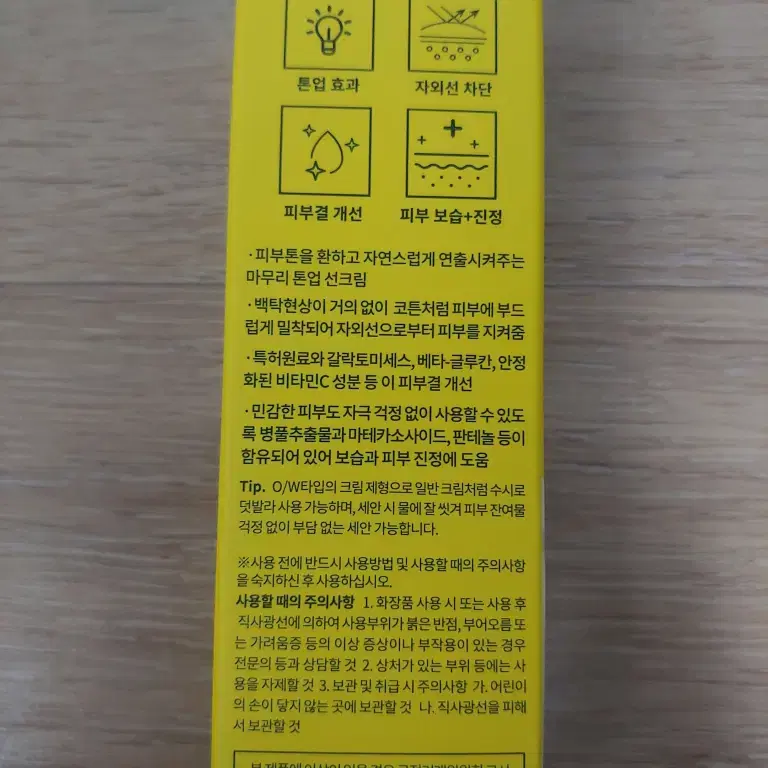 톤업 효과
자외선 차단
피부결 개선
피부 보습+진정
·피부톤을 환하고 자연스럽게 연출시켜주는
마무리 톤업 선크림
·백탁현상이 거의 없이 코튼처럼 피부에 부드
럽게 밀착되어 자외선으로부터 피부를 지켜줌
·특허원료와 갈락토미세스, 베타-글루칸, 안정
화된 비타민C 성분 등 이 피부결 개선
·민감한 피부도 자극 걱정 없이 사용할 수 있도
록 병풀추출물과 마테카소사이드, 판테놀 등이
함유되어 있어 보습과 피부 진정에 도움
Tip. O/W타입의 크림 제형으로 일반 크림처럼 수시로
덧발라 사용 가능하며, 세안 시 물에 잘 씻겨 피부 잔여물
걱정 없이 부담 없는 세안 가능합니다.
※사용 전에 반드시 사용방법 및 사용할 때의 주의사항
을 숙지하신 후 사용하십시오.
사용할 때의 주의사항 1. 화장품 사용 시 또는 사용 후
직사광선에 의하여 사용부위가 붉은 반점, 부어오름 또
는 가려움증 등의 이상 증상이나 부작용이 있는 경우
전문의 등과 상담할 것 2. 상처가 있는 부위 등에는 사
용을 자제할 것 3. 보관 및 취급 시 주의사항 가. 어린이
의 손이 닿지 않는 곳에 보관할 것 나. 직사광선을 피해
서 보관할 것